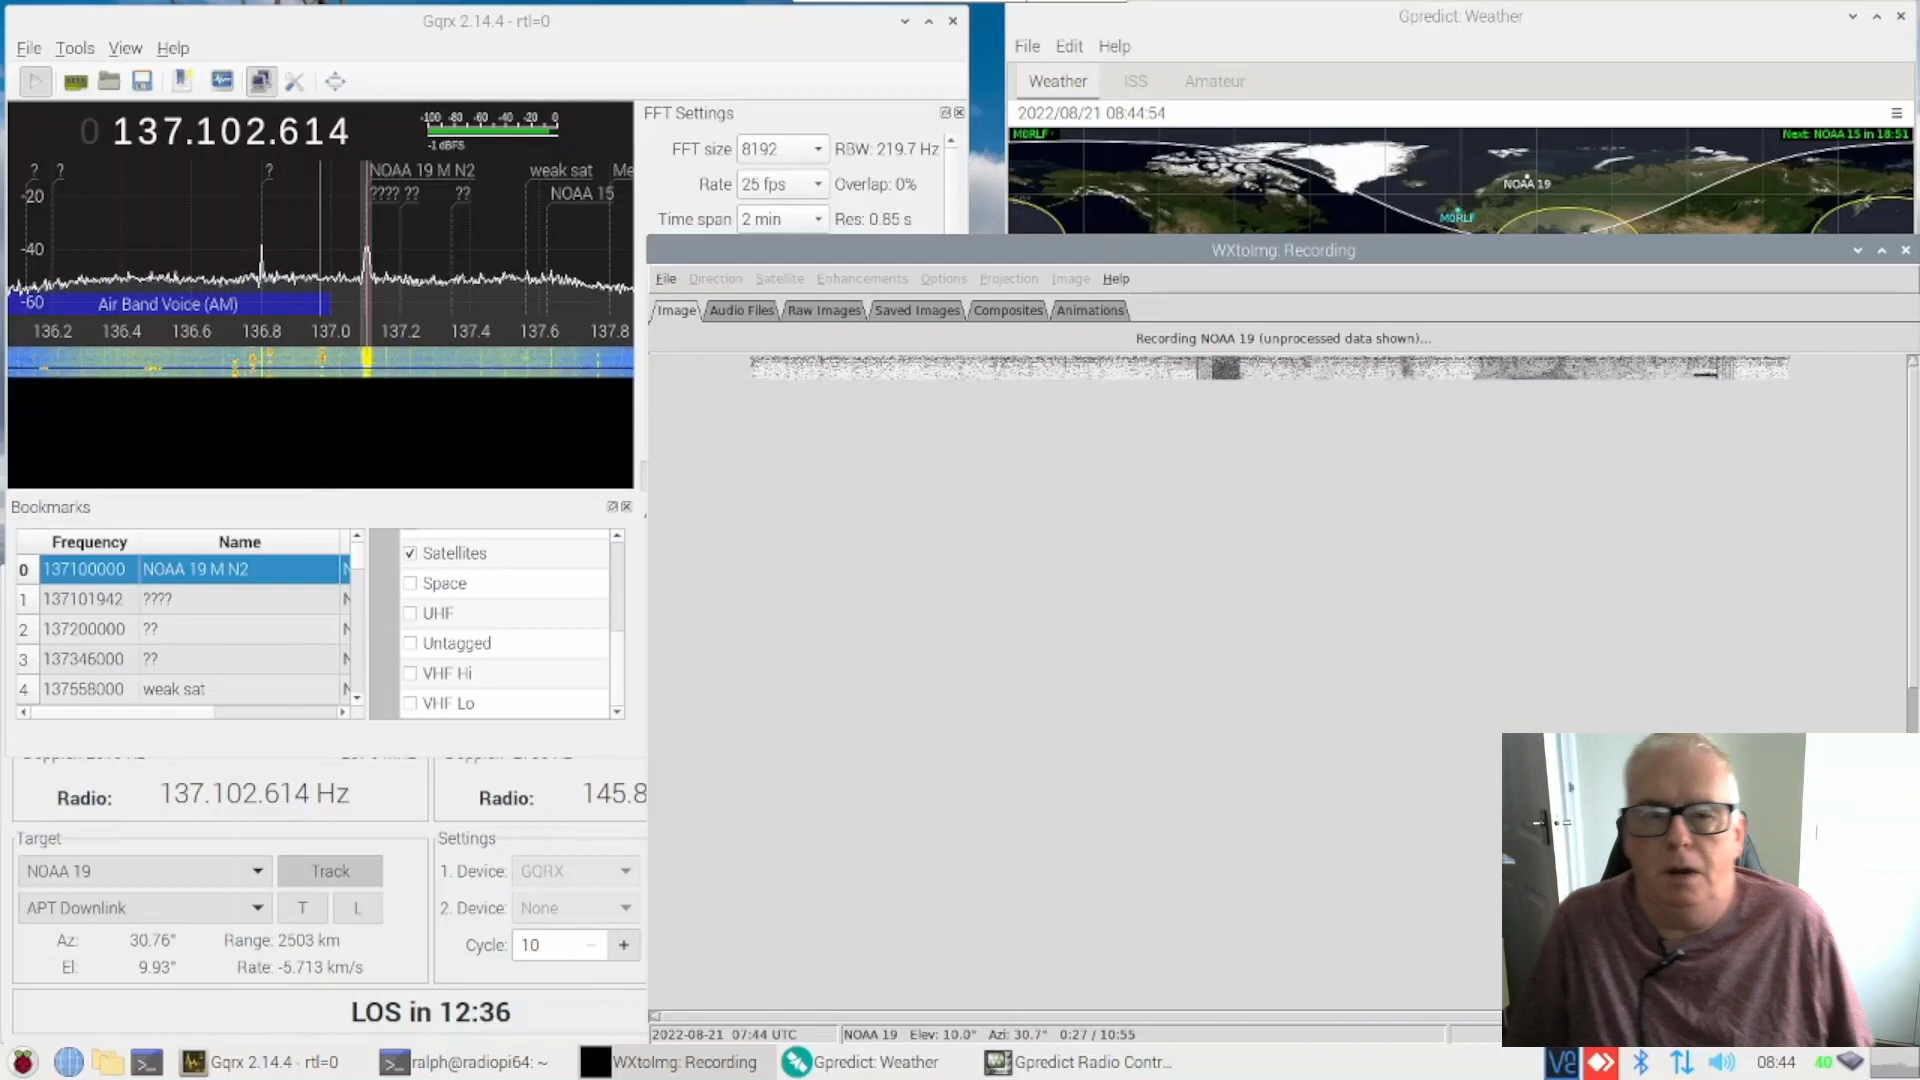 Gqrx 2.14.4 - rtl=0
File Tools View Help
0 137.102.614
-100 -80 -60 -40 -20 0
-1 dBFS
? ? ? NOAA 19 M N2 weak sat Me
???? ?? ?? NOAA 15
-20
-40
-60
Air Band Voice (AM)
136.2 136.4 136.6 136.8 137.0 137.2 137.4 137.6 137.8
FFT Settings
FFT size 8192 RBW: 219.7 Hz
Rate 25 fps Overlap: 0%
Time span 2 min Res: 0.85 s
Bookmarks
Frequency Name
0 137100000 NOAA 19 M N2 N
1 137101942 ???? N
2 137200000 ?? N
3 137346000 ?? N
4 137558000 weak sat N
Satellites
Space
UHF
Untagged
VHF Hi
VHF Lo
Radio: 137.102.614 Hz
Radio: 145.8
Target
NOAA 19 Track
APT Downlink T L
Az: 30.76° Range: 2503 km
El: 9.93° Rate: -5.713 km/s
Settings
1. Device: GQRX
2. Device: None
Cycle: 10 - +
LOS in 12:36
Gpredict: Weather
File Edit Help
Weather ISS Amateur
2022/08/21 08:44:54
M0RLF Next: NOAA 15 in 18:51
NOAA 19
M0RLF
WXtoImg: Recording
File Direction Satellite Enhancements Options Projection Image Help
Image Audio Files Raw Images Saved Images Composites Animations
Recording NOAA 19 (unprocessed data shown)...
2022-08-21 07:44 UTC NOAA 19 Elev: 10.0° Azi: 30.7° 0:27 / 10:55
Gqrx 2.14.4 - rtl=0 ralph@radiopi64: ~ WXtoImg: Recording Gpredict: Weather Gpredict Radio Contr... 08:44 40